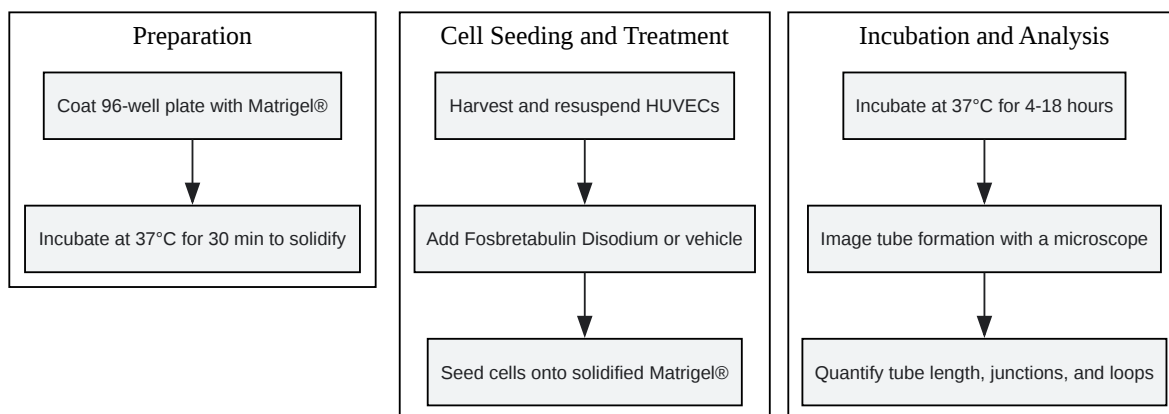 Preparation
Coat 96-well plate with Matrigel®
Incubate at 37°C for 30 min to solidify
Cell Seeding and Treatment
Harvest and resuspend HUVECs
Add Fosbretabulin Disodium or vehicle
Seed cells onto solidified Matrigel®
Incubation and Analysis
Incubate at 37°C for 4-18 hours
Image tube formation with a microscope
Quantify tube length, junctions, and loops